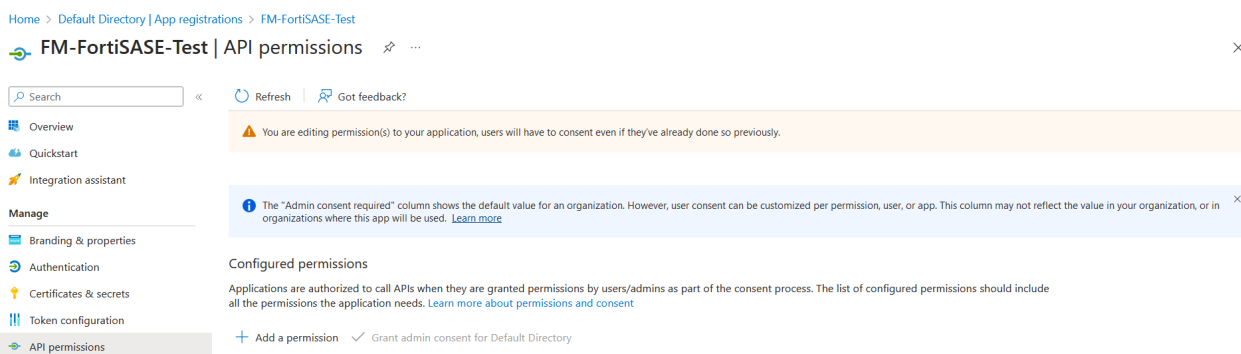 Home > Default Directory | App registrations > FM-FortiSASE-Test
FM-FortiSASE-Test | API permissions
Search
Refresh
Got feedback?
You are editing permission(s) to your application, users will have to consent even if they've already done so previously.
Overview
Quickstart
Integration assistant
The "Admin consent required" column shows the default value for an organization. However, user consent can be customized per permission, user, or app. This column may not reflect the value in your organization, or in
organizations where this app will be used. Learn more
Manage
Branding & properties
Authentication
Certificates & secrets
Token configuration
API permissions
Configured permissions
Applications are authorized to call APIs when they are granted permissions by users/admins as part of the consent process. The list of configured permissions should include
all the permissions the application needs. Learn more about permissions and consent
Add a permission
Grant admin consent for Default Directory